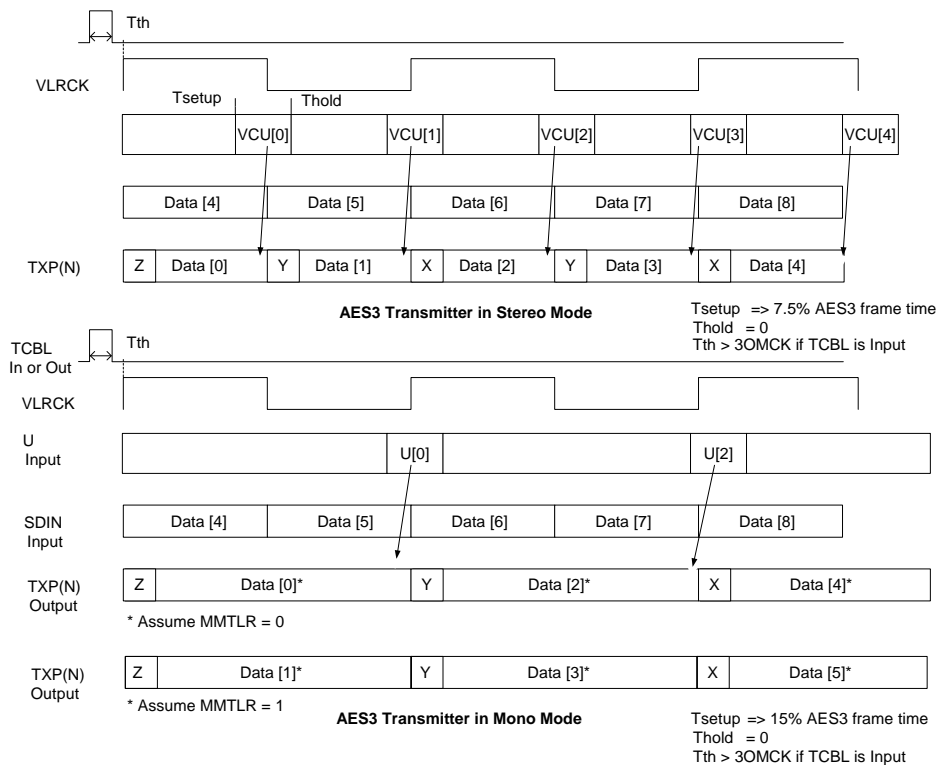 Tth
VLRCK
Tsetup Thold
VCU[0] VCU[1] VCU[2] VCU[3] VCU[4]
Data [4] Data [5] Data [6] Data [7] Data [8]
TXP(N) Z Data [0] Y Data [1] X Data [2] Y Data [3] X Data [4]
AES3 Transmitter in Stereo Mode
Tsetup => 7.5% AES3 frame time
Thold = 0
Tth > 3OMCK if TCBL is Input
TCBL
In or Out
Tth
VLRCK
U
Input
U[0] U[2]
SDIN
Input
Data [4] Data [5] Data [6] Data [7] Data [8]
TXP(N)
Output
Z Data [0]* Y Data [2]* X Data [4]*
* Assume MMTLR = 0
TXP(N)
Output
Z Data [1]* Y Data [3]* X Data [5]*
* Assume MMTLR = 1
AES3 Transmitter in Mono Mode
Tsetup => 15% AES3 frame time
Thold = 0
Tth > 3OMCK if TCBL is Input